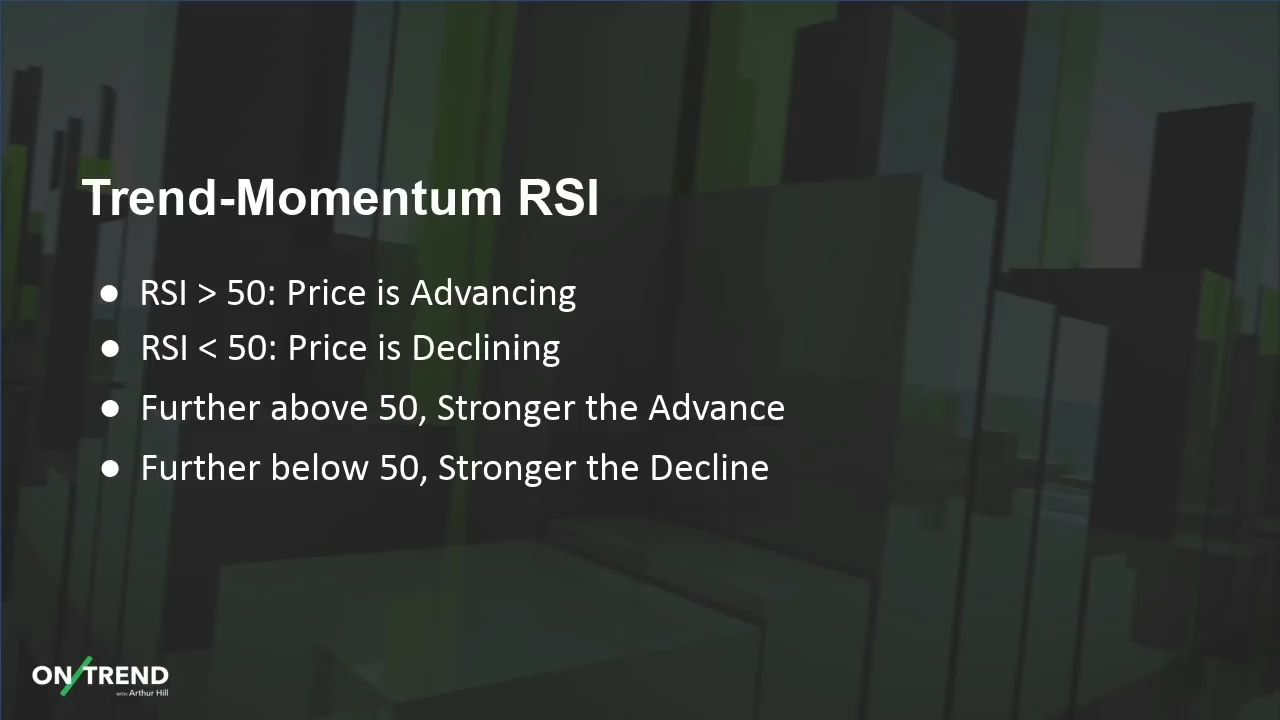 Trend-Momentum RSI
● RSI > 50: Price is Advancing
● RSI < 50: Price is Declining
● Further above 50, Stronger the Advance
● Further below 50, Stronger the Decline
ON/TREND
WITH Arthur Hill